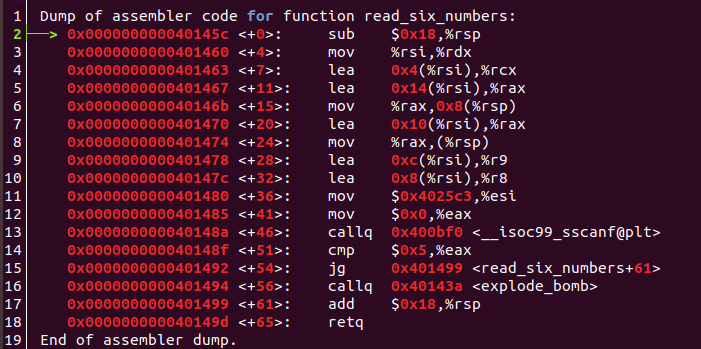 1 Dump of assembler code for function read_six_numbers:
2 ──> 0x000000000040145c <+0>: sub $0x18,%rsp
3 0x0000000000401460 <+4>: mov %rsi,%rdx
4 0x0000000000401463 <+7>: lea 0x4(%rsi),%rcx
5 0x0000000000401467 <+11>: lea 0x14(%rsi),%rax
6 0x000000000040146b <+15>: mov %rax,0x8(%rsp)
7 0x0000000000401470 <+20>: lea 0x10(%rsi),%rax
8 0x0000000000401474 <+24>: mov %rax,(%rsp)
9 0x0000000000401478 <+28>: lea 0xc(%rsi),%r9
10 0x000000000040147c <+32>: lea 0x8(%rsi),%r8
11 0x0000000000401480 <+36>: mov $0x4025c3,%esi
12 0x0000000000401485 <+41>: mov $0x0,%eax
13 0x000000000040148a <+46>: callq 0x400bf0 <__isoc99_sscanf@plt>
14 0x000000000040148f <+51>: cmp $0x5,%eax
15 0x0000000000401492 <+54>: jg 0x401499 <read_six_numbers+61>
16 0x0000000000401494 <+56>: callq 0x40143a <explode_bomb>
17 0x0000000000401499 <+61>: add $0x18,%rsp
18 0x000000000040149d <+65>: retq
19 End of assembler dump.